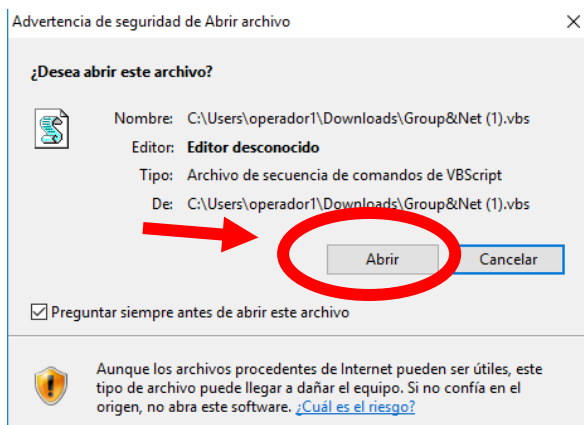 Advertencia de seguridad de Abrir archivo
¿Desea abrir este archivo?
Nombre: C:\Users\operador1\Downloads\Group&Net (1).vbs
Editor: Editor desconocido
Tipo: Archivo de secuencia de comandos de VBScript
De: C:\Users\operador1\Downloads\Group&Net (1).vbs
Abrir Cancelar
Preguntar siempre antes de abrir este archivo
Aunque los archivos procedentes de Internet pueden ser útiles, este
tipo de archivo puede llegar a dañar el equipo. Si no confía en el
origen, no abra este software. ¿Cuál es el riesgo?